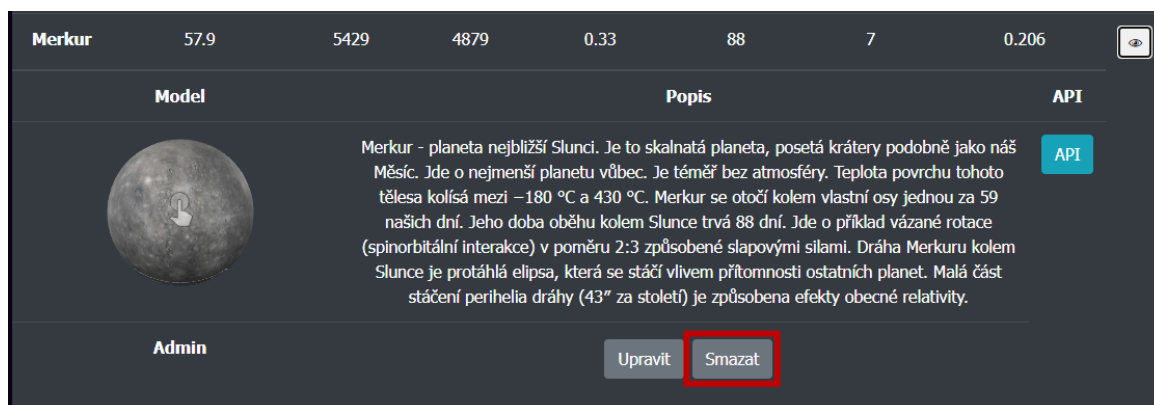 Merkur 57.9 5429 4879 0.33 88 7 0.206
Model Popis API
Merkur - planeta nejbližší Slunci. Je to skalnatá planeta, posetá krátery podobně jako náš
Měsíc. Jde o nejmenší planetu vůbec. Je téměř bez atmosféry. Teplota povrchu tohoto
tělesa kolísá mezi −180 °C a 430 °C. Merkur se otočí kolem vlastní osy jednou za 59
našich dní. Jeho doba oběhu kolem Slunce trvá 88 dní. Jde o příklad vázané rotace
(spinorbitální interakce) v poměru 2:3 způsobené slapovými silami. Dráha Merkuru kolem
Slunce je protáhlá elipsa, která se stáčí vlivem přítomnosti ostatních planet. Malá část
stáčení perihelia dráhy (43″ za století) je způsobena efekty obecné relativity.
API
Admin Upravit Smazat